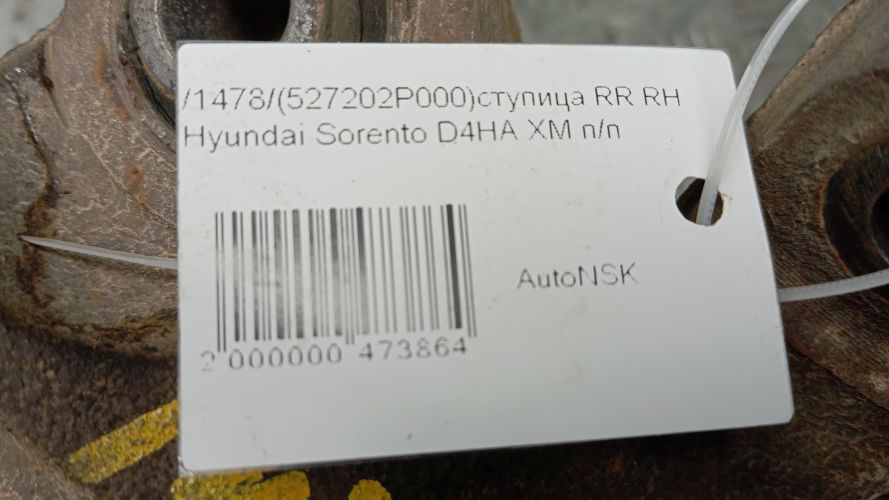 /1478/(527202P000)ступица RR RH
Hyundai Sorento D4HA XM п/п
AutoNSK
2 000000 473864